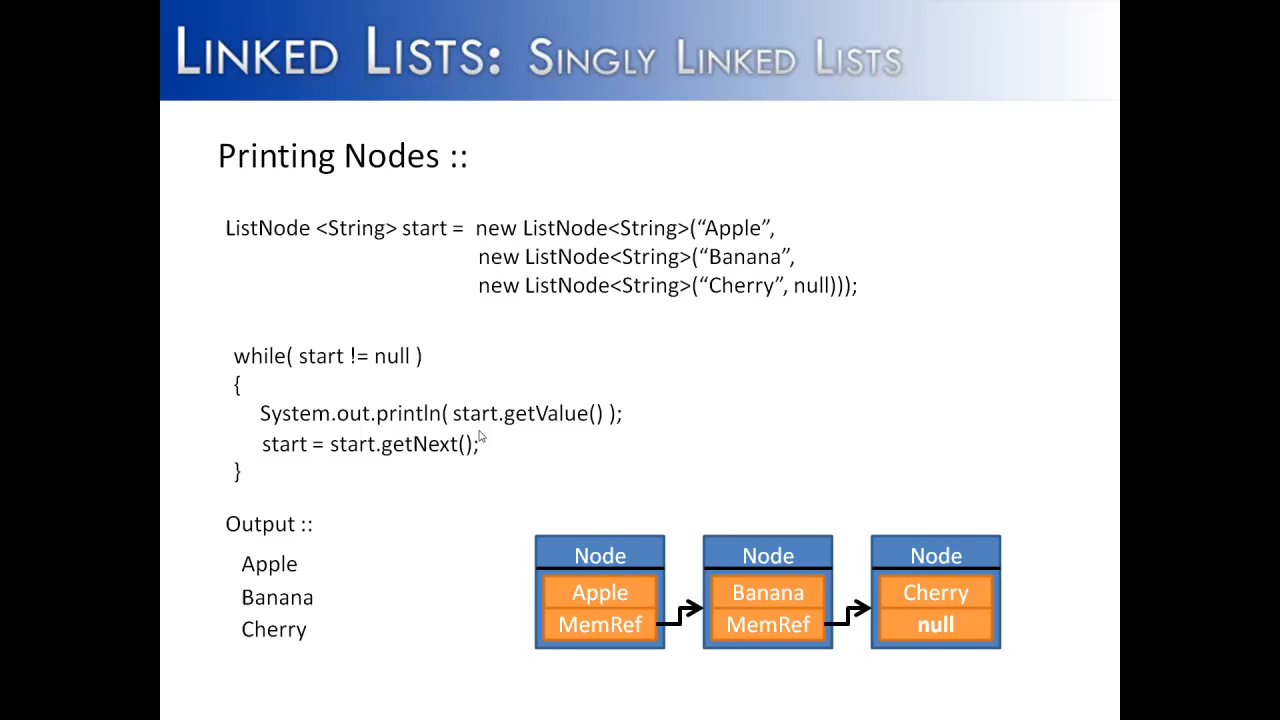 LINKED LISTS: SINGLY LINKED LISTS
Printing Nodes ::
ListNode <String> start = new ListNode<String>(“Apple”,
new ListNode<String>(“Banana”,
new ListNode<String>(“Cherry”, null)));
while( start != null )
{
System.out.println( start.getValue() );
start = start.getNext();
}
Output ::
Apple
Banana
Cherry
Node
Apple
MemRef
Node
Banana
MemRef
Node
Cherry
null